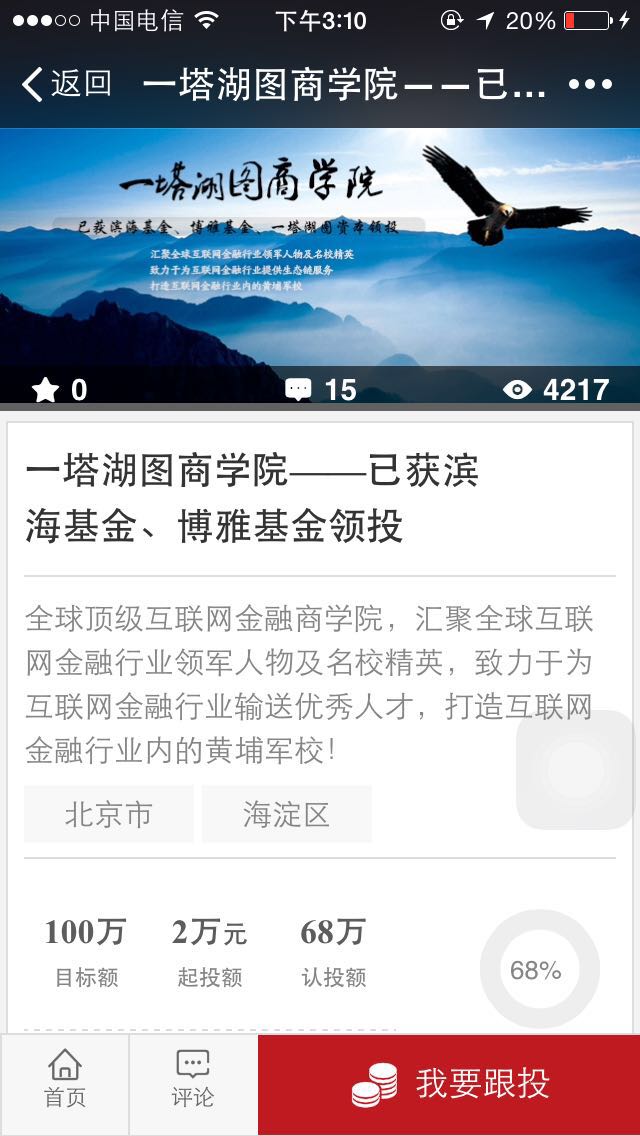 中国电信
下午3:10
20%
返回
一塔湖图商学院——已...
一塔湖图商学院
已获滨海基金、博雅基金、一塔湖图资本领投
汇聚全球互联网金融行业领军人物及名校精英
致力于为互联网金融行业提供生态链服务
打造互联网金融行业内的黄埔军校
0
15
4217
一塔湖图商学院——已获滨
海基金、博雅基金领投
全球顶级互联网金融商学院，汇聚全球互联
网金融行业领军人物及名校精英，致力于为
互联网金融行业输送优秀人才，打造互联网
金融行业内的黄埔军校！
北京市
海淀区
100万
2万元
68万
目标额
起投额
认投额
68%
首页
评论
我要跟投